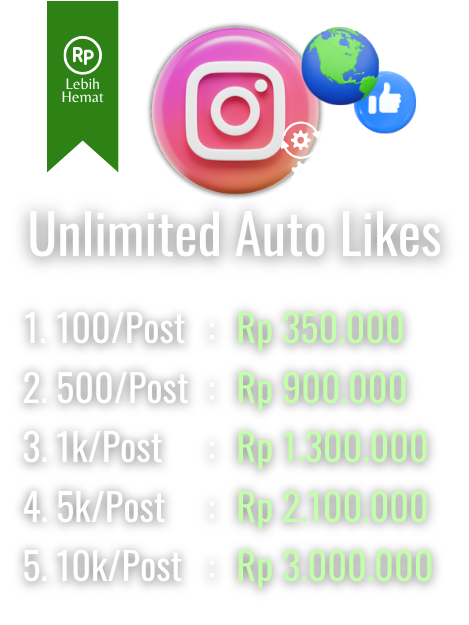 Rp
Lebih
Hemat
Unlimited Auto Likes
1. 100/Post : Rp 350.000
2. 500/Post : Rp 900.000
3. 1k/Post : Rp 1.300.000
4. 5k/Post : Rp 2.100.000
5. 10k/Post : Rp 3.000.000